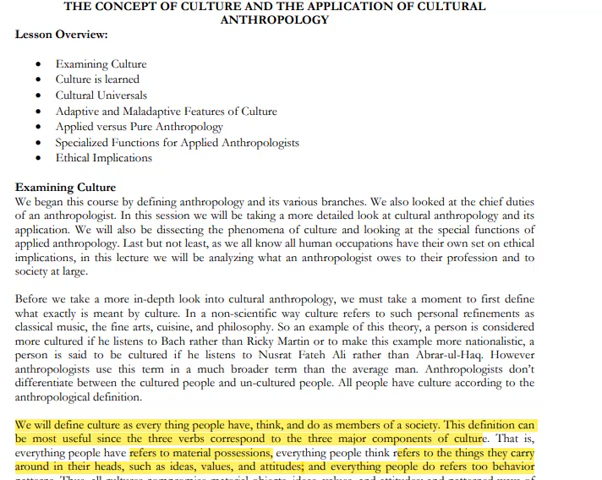 THE CONCEPT OF CULTURE AND THE APPLICATION OF CULTURAL
ANTHROPOLOGY
Lesson Overview:
• Examining Culture
• Culture is learned
• Cultural Universals
• Adaptive and Maladaptive Features of Culture
• Applied versus Pure Anthropology
• Specialized Functions for Applied Anthropologists
• Ethical Implications
Examining Culture
We began this course by defining anthropology and its various branches. We also looked at the chief duties
of an anthropologist. In this session we will be taking a more detailed look at cultural anthropology and its
application. We will also be dissecting the phenomena of culture and looking at the special functions of
applied anthropology. Last but not least, as we all know all human occupations have their own set on ethical
implications, in this lecture we will be analyzing what an anthropologist owes to their profession and to
society at large.
Before we take a more in-depth look into cultural anthropology, we must take a moment to first define
what exactly is meant by culture. In a non-scientific way culture refers to such personal refinements as
classical music, the fine arts, cuisine, and philosophy. So an example of this theory, a person is considered
more cultured if he listens to Bach rather than Ricky Martin or to make this example more nationalistic, a
person is said to be cultured if he listens to Nusrat Fateh Ali rather than Abrar-ul-Haq. However
anthropologists use this term in a much broader term than the average man. Anthropologists don't
differentiate between the cultured people and un-cultured people. All people have culture according to the
anthropological definition.
We will define culture as every thing people have, think, and do as members of a society. This definition can
be most useful since the three verbs correspond to the three major components of culture. That is,
everything people have refers to material possessions, everything people think refers to the things they carry
around in their heads, such as ideas, values, and attitudes; and everything people do refers too behavior